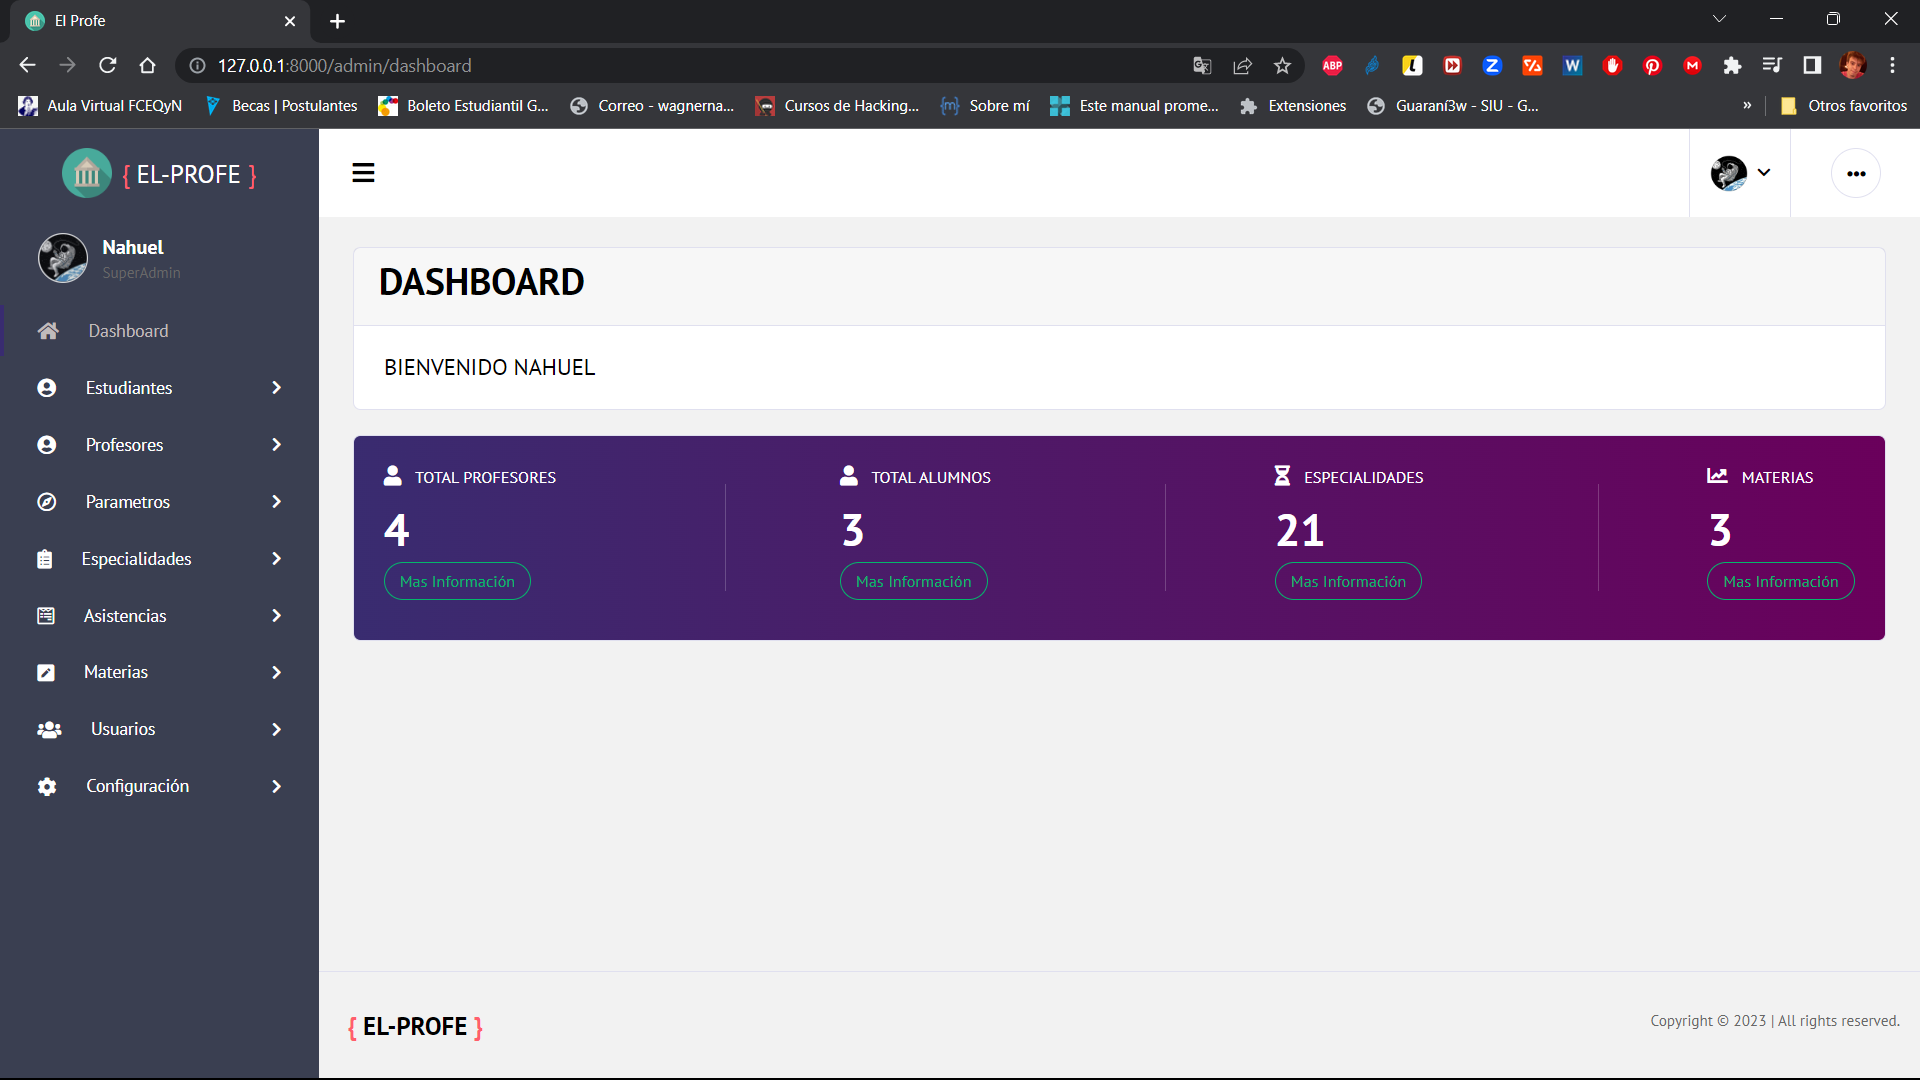 El Profe
127.0.0.1:8000/admin/dashboard
ABP
Aula Virtual FCEQyN
Becas | Postulantes
Boleto Estudiantil G...
Correo - wagnerna...
Cursos de Hacking...
Sobre mí
Este manual prome...
Extensiones
Guaraní3w - SIU - G...
»
Otros favoritos
{ EL-PROFE }
Nahuel
SuperAdmin
Dashboard
Estudiantes
Profesores
Parametros
Especialidades
Asistencias
Materias
Usuarios
Configuración
DASHBOARD
BIENVENIDO NAHUEL
TOTAL PROFESORES
4
Mas Información
TOTAL ALUMNOS
3
Mas Información
ESPECIALIDADES
21
Mas Información
MATERIAS
3
Mas Información
{ EL-PROFE }
Copyright © 2023 | All rights reserved.